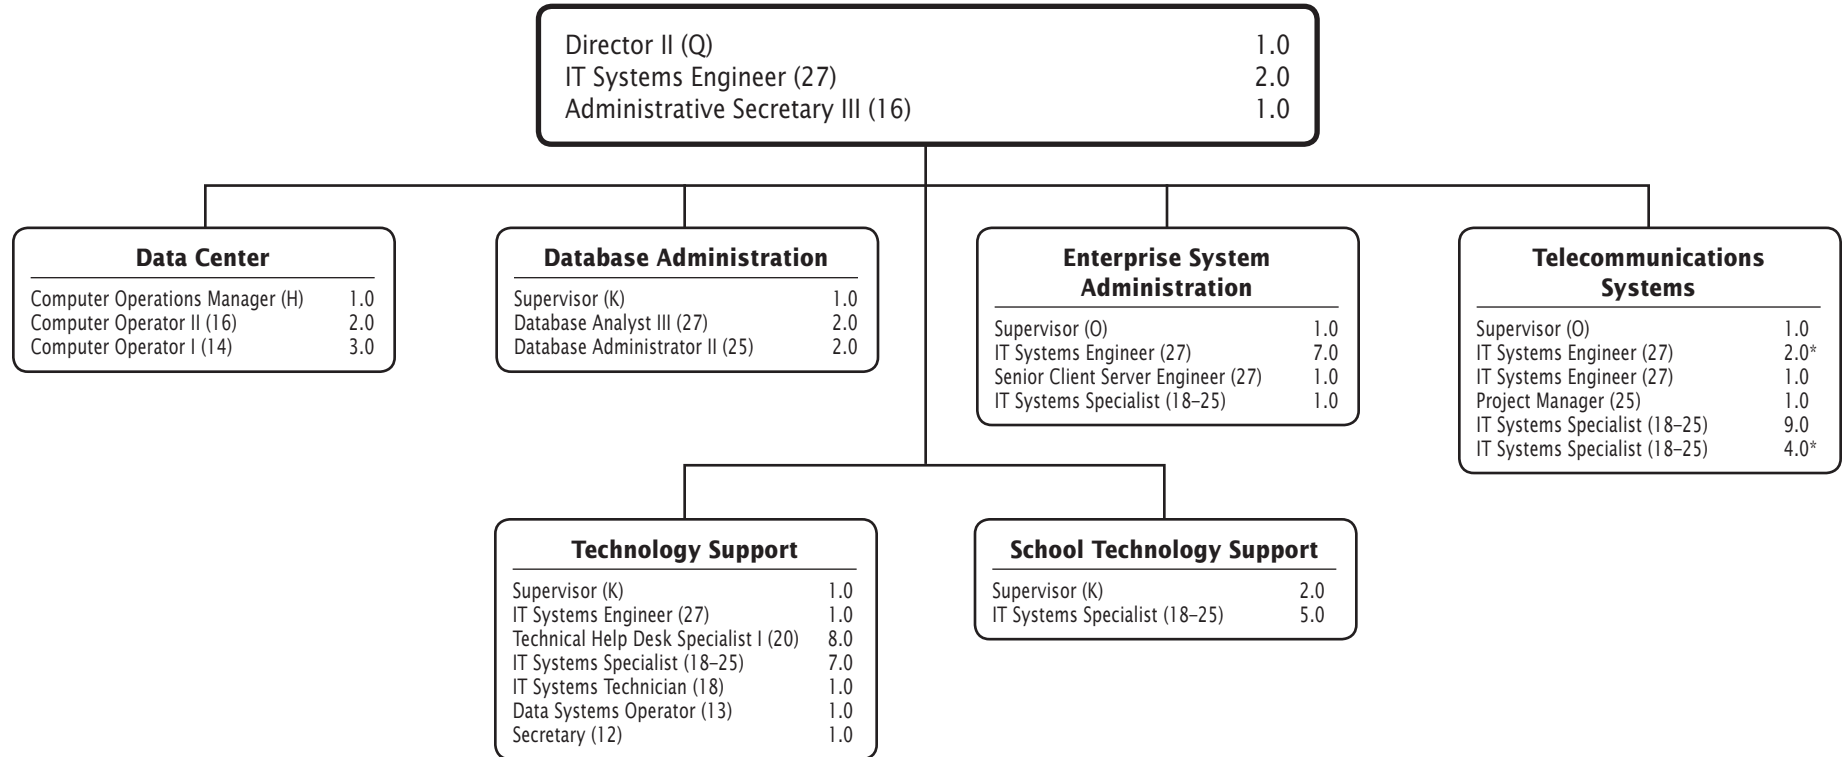 Director II (Q) 1.0
IT Systems Engineer (27) 2.0
Administrative Secretary III (16) 1.0
Data Center
Computer Operations Manager (H) 1.0
Computer Operator II (16) 2.0
Computer Operator I (14) 3.0
Database Administration
Supervisor (K) 1.0
Database Analyst III (27) 2.0
Database Administrator II (25) 2.0
Enterprise System
Administration
Supervisor (O) 1.0
IT Systems Engineer (27) 7.0
Senior Client Server Engineer (27) 1.0
IT Systems Specialist (18–25) 1.0
Telecommunications
Systems
Supervisor (O) 1.0
IT Systems Engineer (27) 2.0*
IT Systems Engineer (27) 1.0
Project Manager (25) 1.0
IT Systems Specialist (18–25) 9.0
IT Systems Specialist (18–25) 4.0*
Technology Support
Supervisor (K) 1.0
IT Systems Engineer (27) 1.0
Technical Help Desk Specialist I (20) 8.0
IT Systems Specialist (18–25) 7.0
IT Systems Technician (18) 1.0
Data Systems Operator (13) 1.0
Secretary (12) 1.0
School Technology Support
Supervisor (K) 2.0
IT Systems Specialist (18–25) 5.0